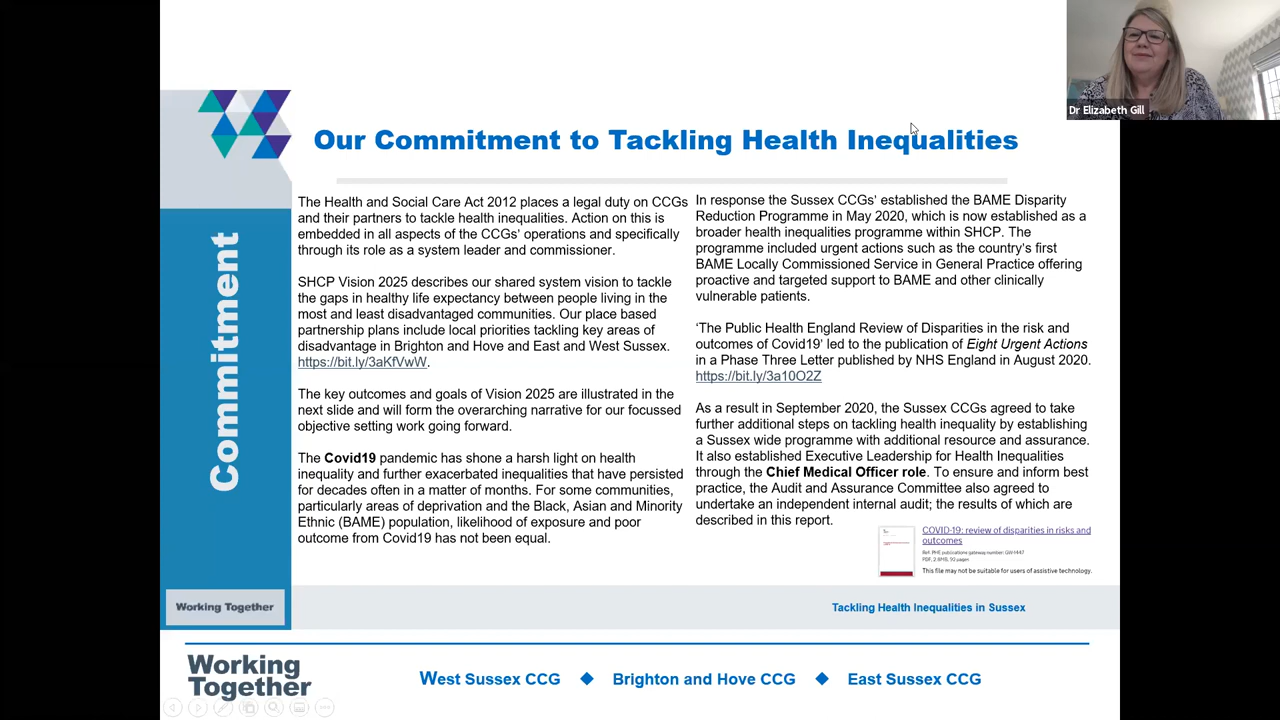 Dr Elizabeth Gill
Our Commitment to Tackling Health Inequalities
Commitment
The Health and Social Care Act 2012 places a legal duty on CCGs
and their partners to tackle health inequalities. Action on this is
embedded in all aspects of the CCGs' operations and specifically
through its role as a system leader and commissioner.
SHCP Vision 2025 describes our shared system vision to tackle
the gaps in healthy life expectancy between people living in the
most and least disadvantaged communities. Our place based
partnership plans include local priorities tackling key areas of
disadvantage in Brighton and Hove and East and West Sussex.
https://bit.ly/3aKfVwW.
The key outcomes and goals of Vision 2025 are illustrated in the
next slide and will form the overarching narrative for our focussed
objective setting work going forward.
The Covid19 pandemic has shone a harsh light on health
inequality and further exacerbated inequalities that have persisted
for decades often in a matter of months. For some communities,
particularly areas of deprivation and the Black, Asian and Minority
Ethnic (BAME) population, likelihood of exposure and poor
outcome from Covid19 has not been equal.
In response the Sussex CCGs' established the BAME Disparity
Reduction Programme in May 2020, which is now established as a
broader health inequalities programme within SHCP. The
programme included urgent actions such as the country's first
BAME Locally Commissioned Service in General Practice offering
proactive and targeted support to BAME and other clinically
vulnerable patients.
'The Public Health England Review of Disparities in the risk and
outcomes of Covid19' led to the publication of Eight Urgent Actions
in a Phase Three Letter published by NHS England in August 2020.
https://bit.ly/3a10O2Z
As a result in September 2020, the Sussex CCGs agreed to take
further additional steps on tackling health inequality by establishing
a Sussex wide programme with additional resource and assurance.
It also established Executive Leadership for Health Inequalities
through the Chief Medical Officer role. To ensure and inform best
practice, the Audit and Assurance Committee also agreed to
undertake an independent internal audit; the results of which are
described in this report.
COVID-19: review of disparities in risks and
outcomes
Ref: PHE publications gateway number: GW-1447
PDF, 2.8MB, 92 pages
This file may not be suitable for users of assistive technology.
Working Together
Tackling Health Inequalities in Sussex
Working
Together
West Sussex CCG ◆ Brighton and Hove CCG ◆ East Sussex CCG